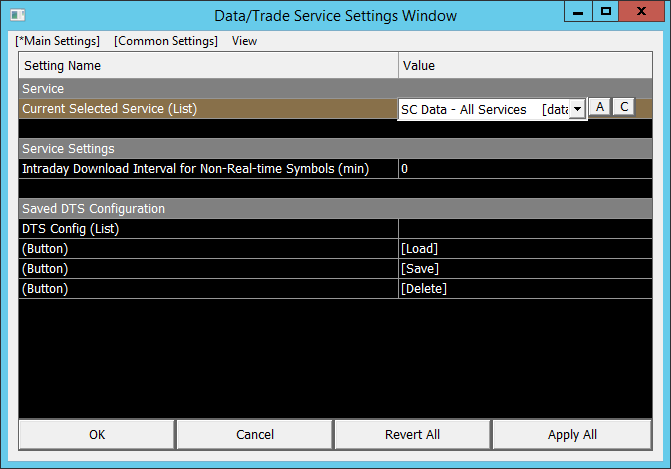 Data/Trade Service Settings Window
[*Main Settings] [Common Settings] View
Setting Name Value
Service
Current Selected Service (List) SC Data - All Services [data A C
Service Settings
Intraday Download Interval for Non-Real-time Symbols (min) 0
Saved DTS Configuration
DTS Config (List)
(Button) [Load]
(Button) [Save]
(Button) [Delete]
OK Cancel Revert All Apply All